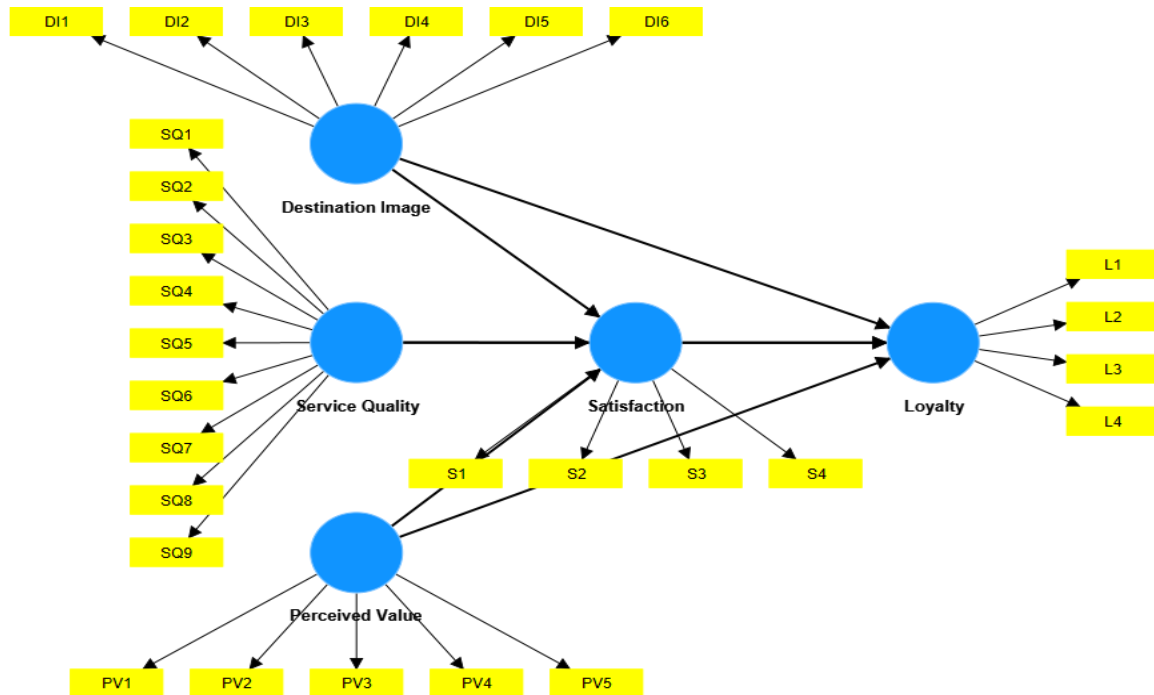 DI1
DI2
DI3
DI4
DI5
DI6
Destination Image
SQ1
SQ2
SQ3
SQ4
SQ5
SQ6
SQ7
SQ8
SQ9
Service Quality
Satisfaction
Loyalty
L1
L2
L3
L4
S1
S2
S3
S4
Perceived Value
PV1
PV2
PV3
PV4
PV5